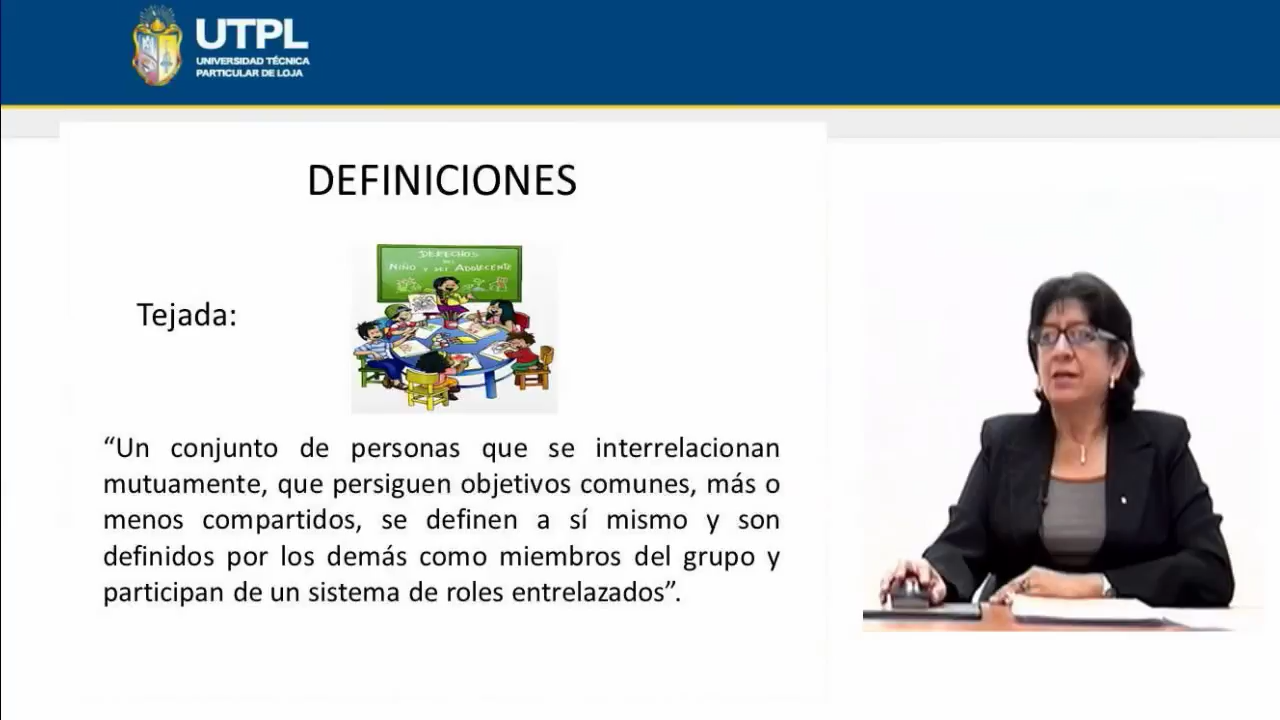 UTPL
UNIVERSIDAD TÉCNICA
PARTICULAR DE LOJA
DEFINICIONES
DERECHOS
DEL
NIÑO Y DEL ADOLECENTE
Tejada:
“Un conjunto de personas que se interrelacionan
mutuamente, que persiguen objetivos comunes, más o
menos compartidos, se definen a sí mismo y son
definidos por los demás como miembros del grupo y
participan de un sistema de roles entrelazados”.